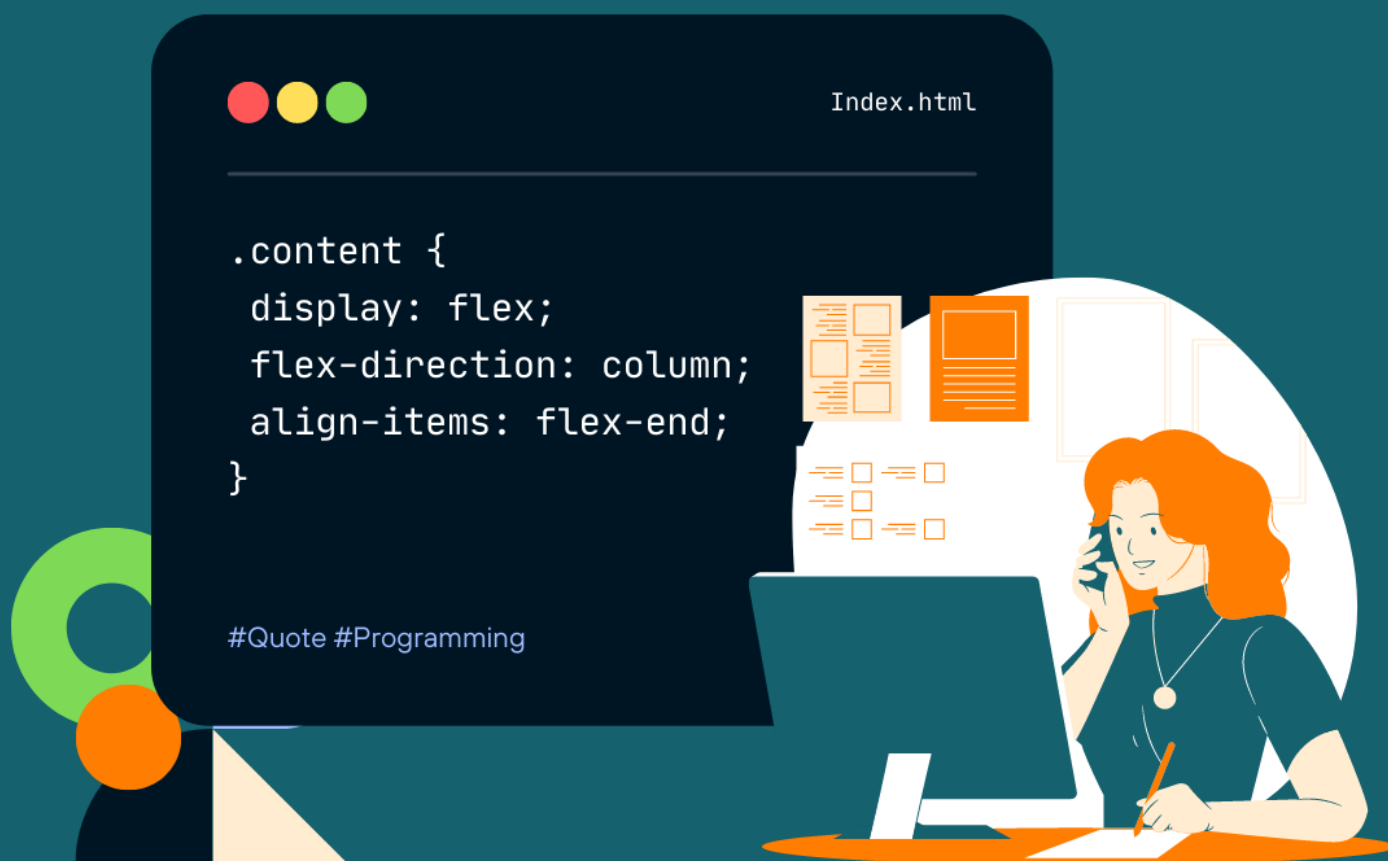 Index.html
.content {
 display: flex;
 flex-direction: column;
 align-items: flex-end;
}
#Quote #Programming